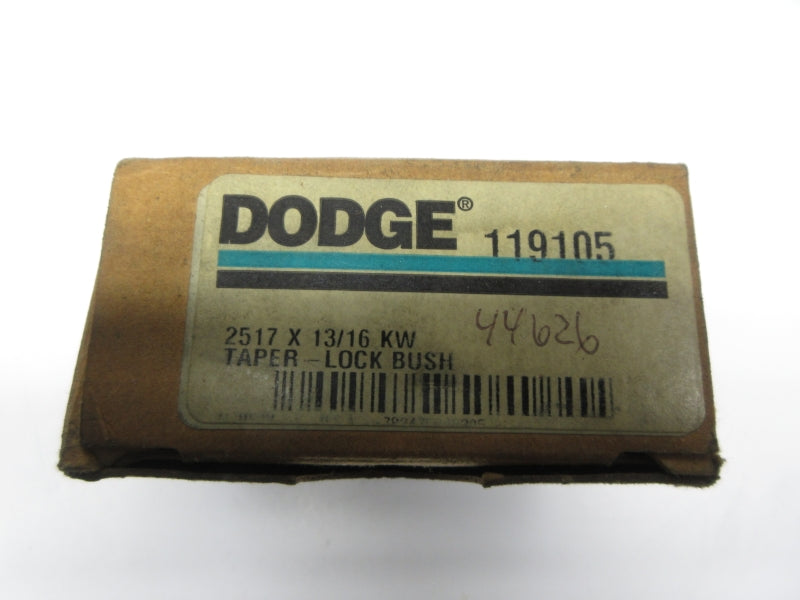 DODGE® 119105
2517 X 13/16 KW 44626
TAPER - LOCK BUSH